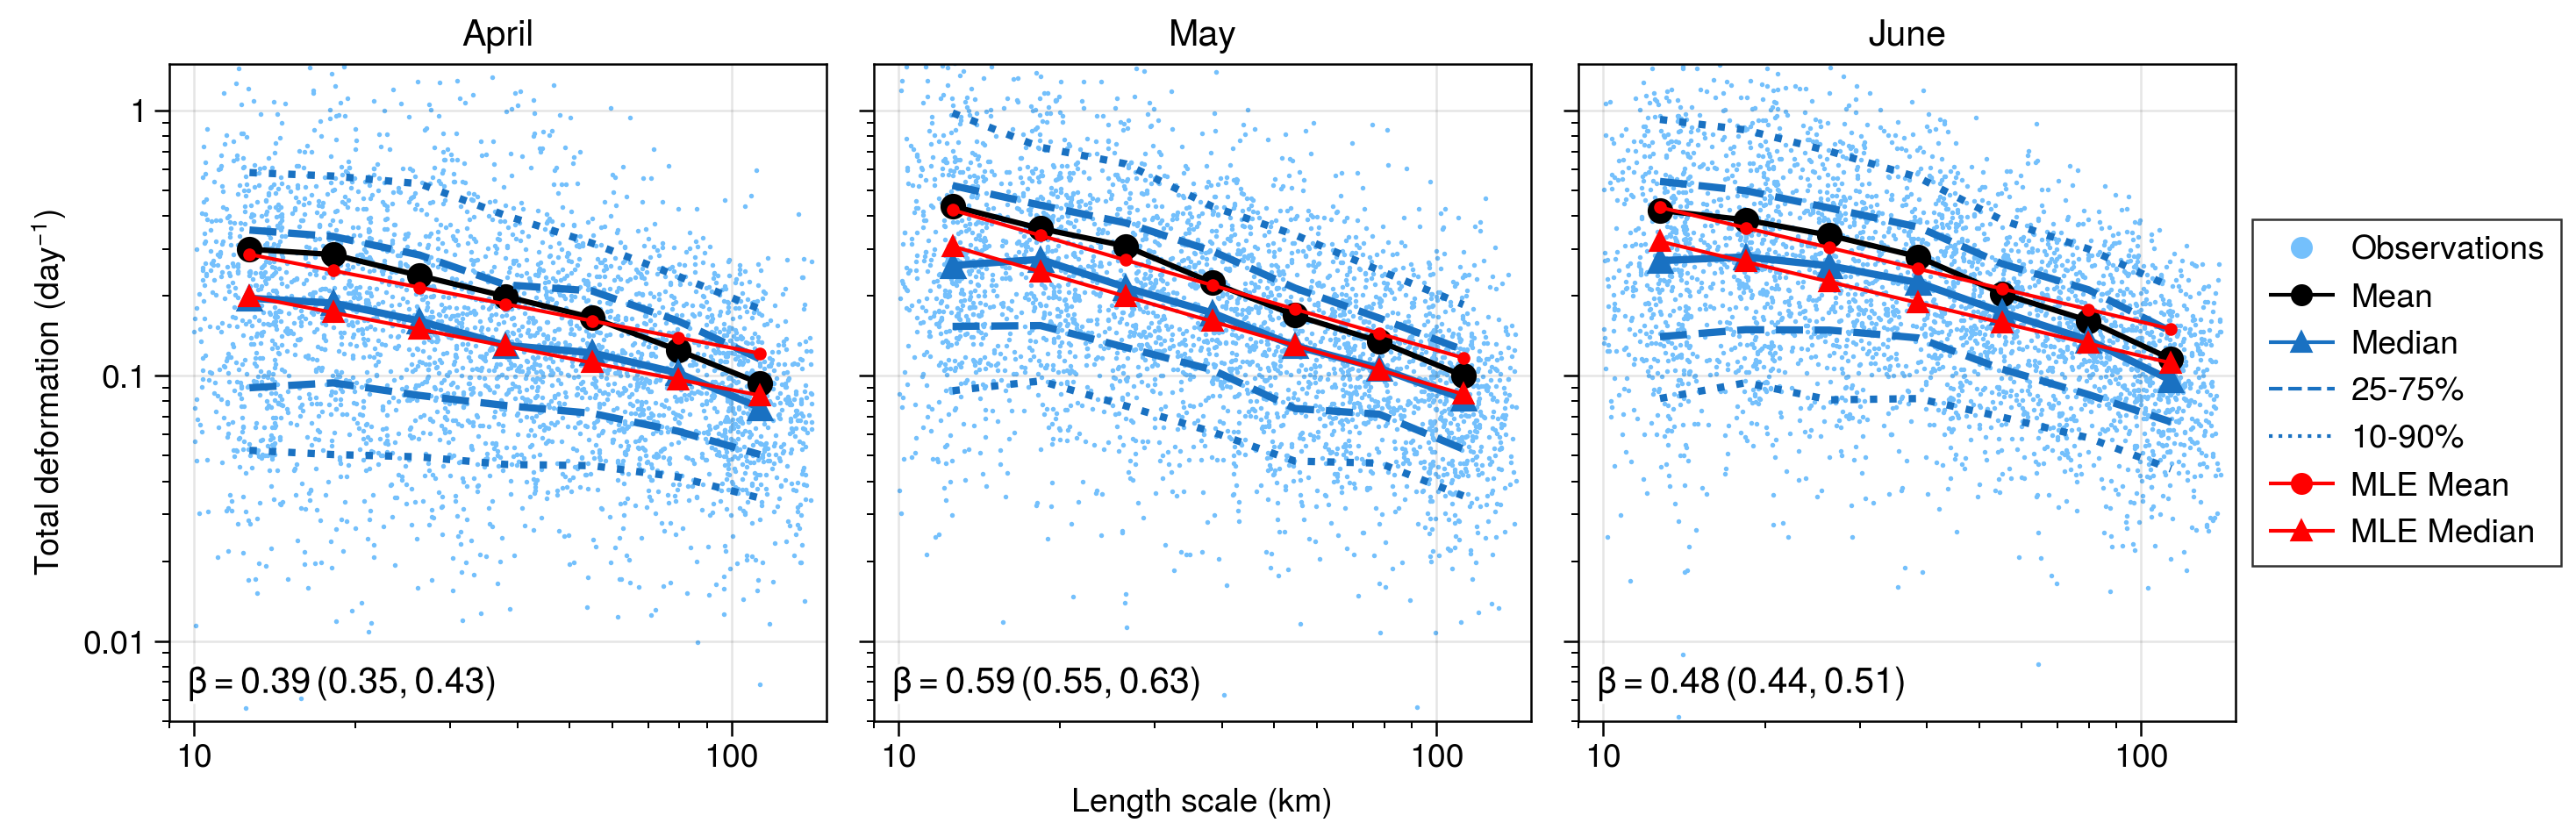 April
May
June
Total deformation (day⁻¹)
1
0.1
0.01
β = 0.39 (0.35, 0.43)
β = 0.59 (0.55, 0.63)
β = 0.48 (0.44, 0.51)
10
100
10
100
10
100
Length scale (km)
Observations
Mean
Median
25-75%
10-90%
MLE Mean
MLE Median